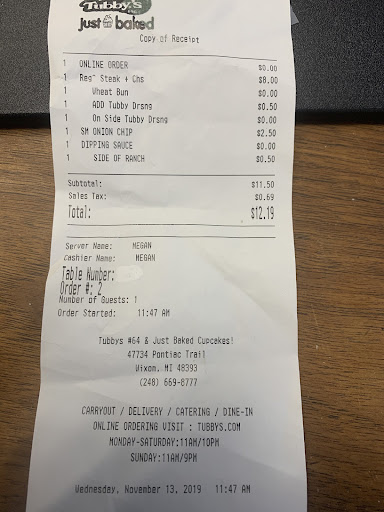 Tubby's
just baked
Copy of Receipt
1 ONLINE ORDER $0.00
1 Reg" Steak + Chs $8.00
1 Wheat Bun $0.00
1 ADD Tubby Drsng $0.50
1 On Side Tubby Drsng $0.00
1 SM ONION CHIP $2.50
1 DIPPING SAUCE $0.00
1 SIDE OF RANCH $0.50
Subtotal: $11.50
Sales Tax: $0.69
Total: $12.19
Server Name: MEGAN
Cashier Name: MEGAN
Table Number:
Order #: 2
Number of Guests: 1
Order Started: 11:47 AM
Tubbys #64 & Just Baked Cupcakes!
47734 Pontiac Trail
Wixom, MI 48393
(248) 669-8777
CARRYOUT / DELIVERY / CATERING / DINE-IN
ONLINE ORDERING VISIT : TUBBYS.COM
MONDAY-SATURDAY:11AM/10PM
SUNDAY:11AM/9PM
Wednesday, November 13, 2019 11:47 AM